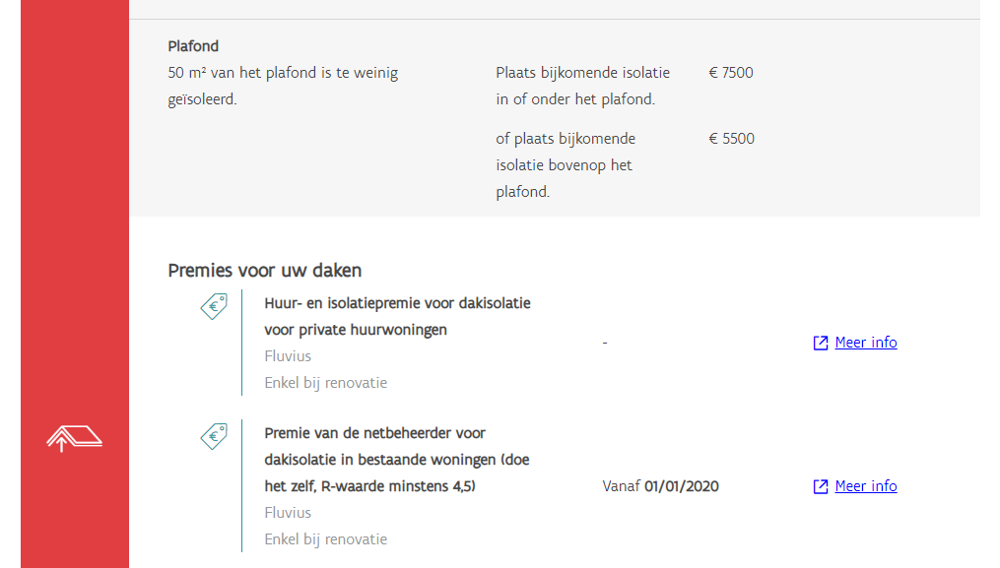 Plafond
50 m² van het plafond is te weinig
geïsoleerd.
Plaats bijkomende isolatie
in of onder het plafond.
€ 7500
of plaats bijkomende
isolatie bovenop het
plafond.
€ 5500
Premies voor uw daken
Huur- en isolatiepremie voor dakisolatie
voor private huurwoningen
Fluvius
Enkel bij renovatie
-
Meer info
Premie van de netbeheerder voor
dakisolatie in bestaande woningen (doe
het zelf, R-waarde minstens 4,5)
Fluvius
Enkel bij renovatie
Vanaf 01/01/2020
Meer info